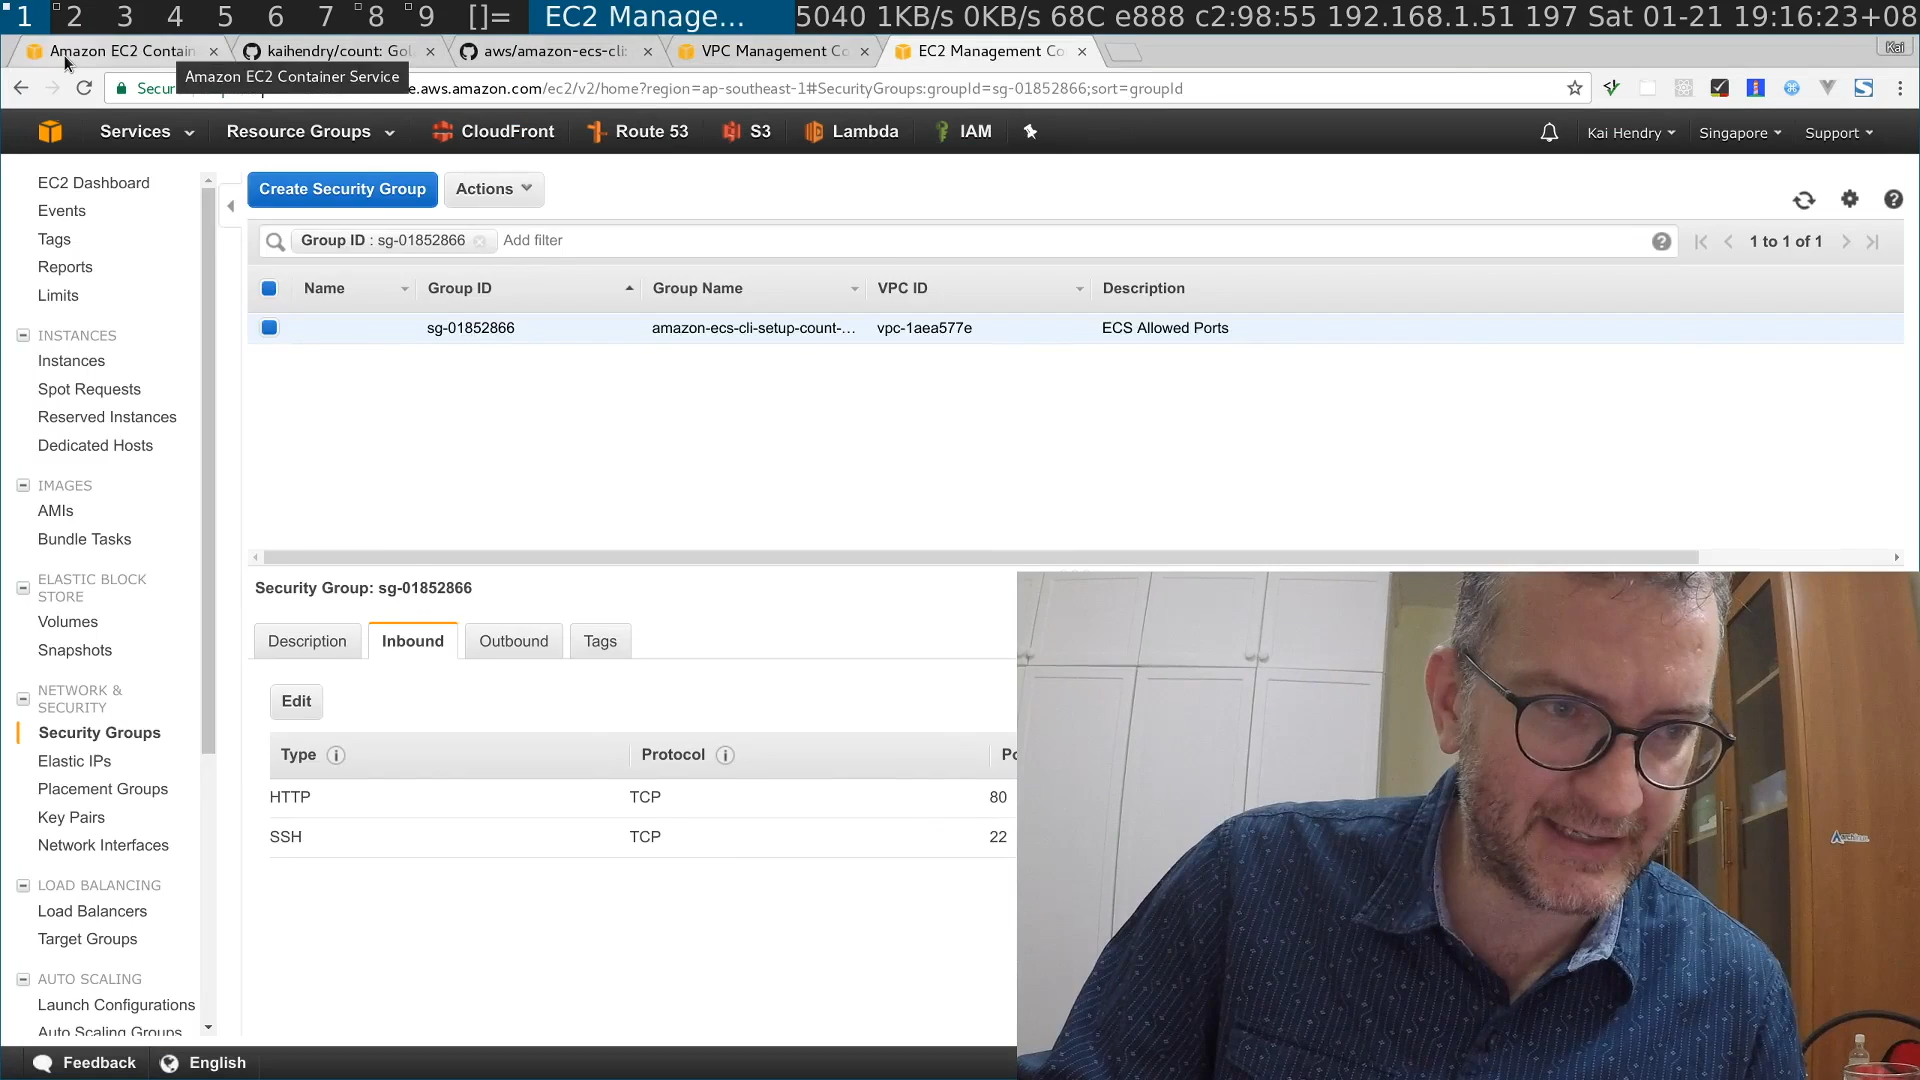 1 2 3 4 5 6 7 8 9 []= EC2 Manage... 5040 1KB/s 0KB/s 68C e888 c2:98:55 192.168.1.51 197 Sat 01-21 19:16:23+08
Amazon EC2 Contain kaihendry/count: Gol aws/amazon-ecs-cli: VPC Management Co EC2 Management Co Kai
Amazon EC2 Container Service
Secur e.aws.amazon.com/ec2/v2/home?region=ap-southeast-1#SecurityGroups:groupId=sg-01852866;sort=groupId
Services Resource Groups CloudFront Route 53 S3 Lambda IAM Kai Hendry Singapore Support
EC2 Dashboard
Events
Tags
Reports
Limits
INSTANCES
Instances
Spot Requests
Reserved Instances
Dedicated Hosts
IMAGES
AMIs
Bundle Tasks
ELASTIC BLOCK
STORE
Volumes
Snapshots
NETWORK &
SECURITY
Security Groups
Elastic IPs
Placement Groups
Key Pairs
Network Interfaces
LOAD BALANCING
Load Balancers
Target Groups
AUTO SCALING
Launch Configurations
Auto Scaling Groups
Create Security Group Actions
Group ID : sg-01852866 Add filter 1 to 1 of 1
Name Group ID Group Name VPC ID Description
sg-01852866 amazon-ecs-cli-setup-count-... vpc-1aea577e ECS Allowed Ports
Security Group: sg-01852866
Description Inbound Outbound Tags
Edit
Type Protocol Po
HTTP TCP 80
SSH TCP 22
Feedback English